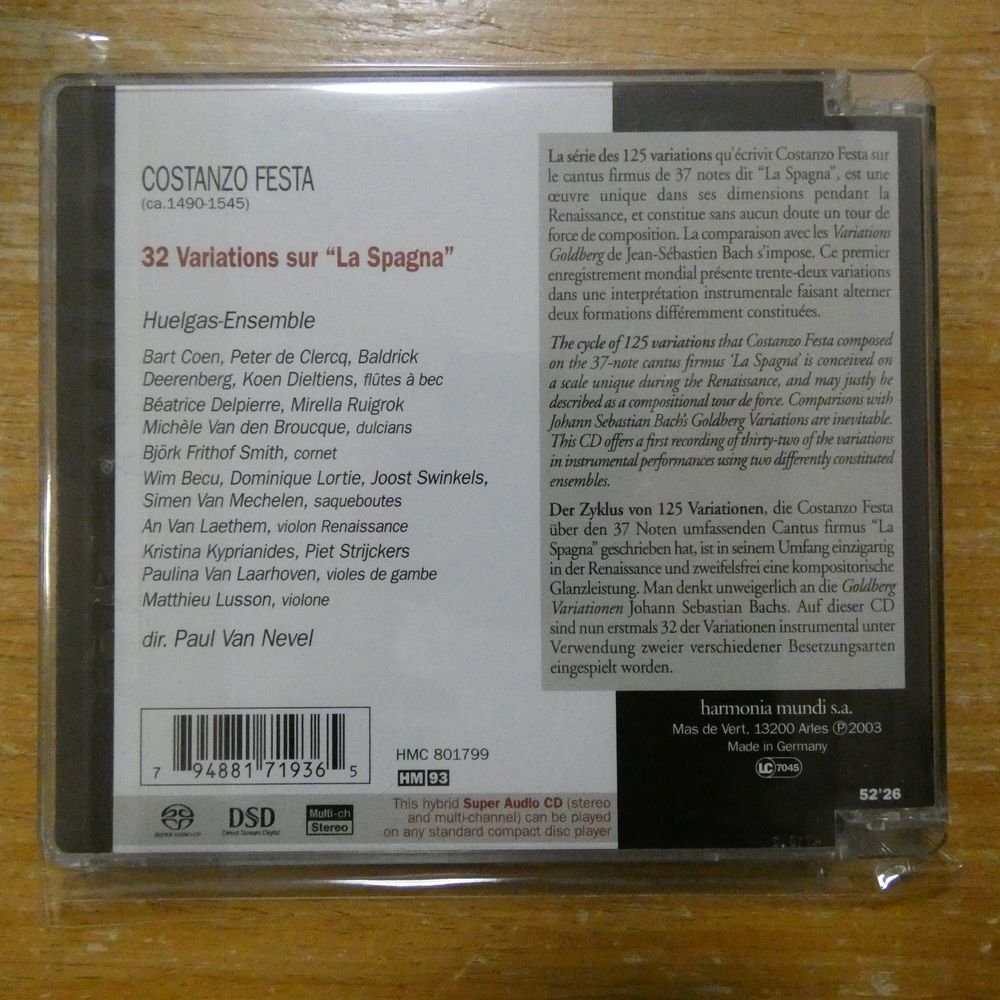 COSTANZO FESTA
(ca.1490-1545)
32 Variations sur “La Spagna”
Huelgas-Ensemble
Bart Coen, Peter de Clercq, Baldrick
Deerenberg, Koen Dieltiens, flûtes à bec
Béatrice Delpierre, Mirella Ruigrok
Michèle Van den Broucque, dulcians
Björk Frithof Smith, cornet
Wim Becu, Dominique Lortie, Joost Swinkels,
Simen Van Mechelen, saqueboutes
An Van Laethem, violon Renaissance
Kristina Kyprianides, Piet Strijckers
Paulina Van Laarhoven, violes de gambe
Matthieu Lusson, violone
dir. Paul Van Nevel
La série des 125 variations qu'écrivit Costanzo Festa sur
le cantus firmus de 37 notes dit “La Spagna”, est une
œuvre unique dans ses dimensions pendant la
Renaissance, et constitue sans aucun doute un tour de
force de composition. La comparaison avec les Variations
Goldberg de Jean-Sébastien Bach s'impose. Ce premier
enregistrement mondial présente trente-deux variations
dans une interprétation instrumentale faisant alterner
deux formations différemment constituées.
The cycle of 125 variations that Costanzo Festa composed
on the 37-note cantus firmus ‘La Spagna’ is conceived on
a scale unique during the Renaissance, and may justly be
described as a compositional tour de force. Comparisons with
Johann Sebastian Bach's Goldberg Variations are inevitable.
This CD offers a first recording of thirty-two of the variations
in instrumental performances using two differently constituted
ensembles.
Der Zyklus von 125 Variationen, die Costanzo Festa
über den 37 Noten umfassenden Cantus firmus “La
Spagna” geschrieben hat, ist in seinem Umfang einzigartig
in der Renaissance und zweifelsfrei eine kompositorische
Glanzleistung. Man denkt unweigerlich an die Goldberg
Variationen Johann Sebastian Bachs. Auf dieser CD
sind nun erstmals 32 der Variationen instrumental unter
Verwendung zweier verschiedener Besetzungsarten
eingespielt worden.
harmonia mundi s.a.
Mas de Vert, 13200 Arles Ⓟ2003
Made in Germany
LC 7045
52'26
7 94881 71936 5
HMC 801799
HM 93
SUPER AUDIO CD
DSD
Direct Stream Digital
Multi-ch
Stereo
This hybrid Super Audio CD (stereo
and multi-channel) can be played
on any standard compact disc player